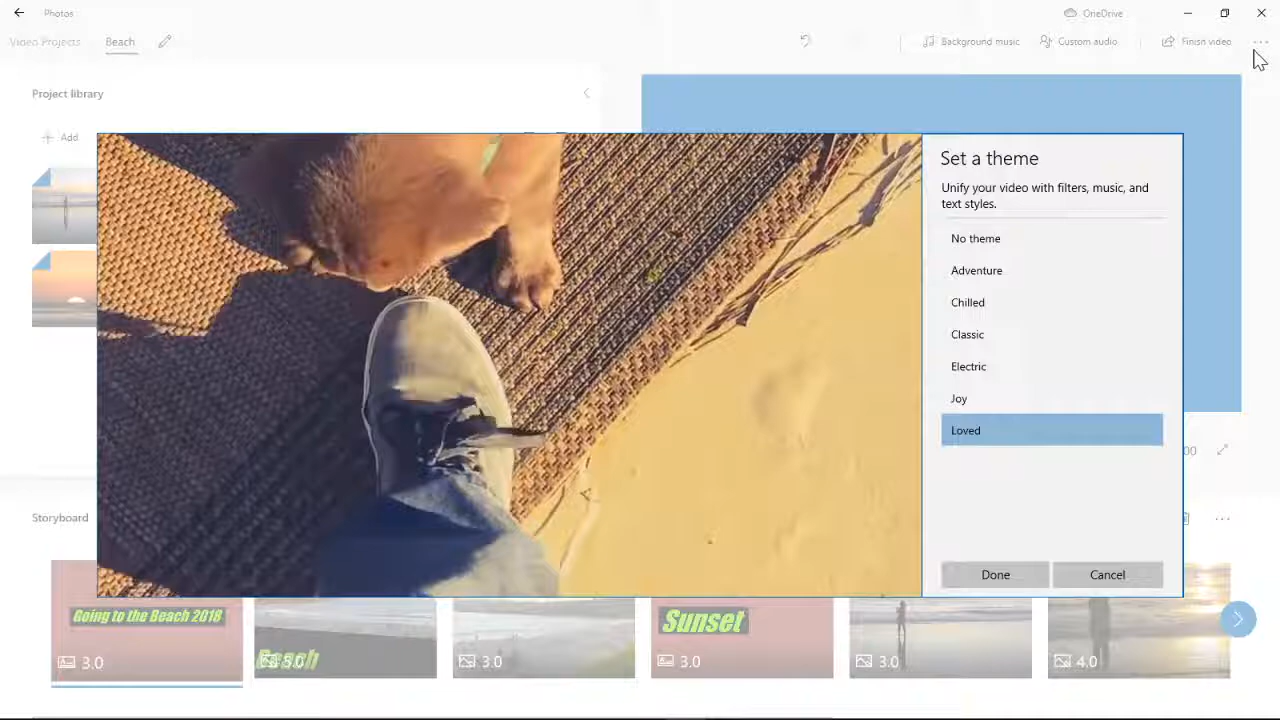 Photos
OneDrive
Video Projects
Beach
Background music
Custom audio
Finish video
Project library
Add
Set a theme
Unify your video with filters, music, and
text styles.
No theme
Adventure
Chilled
Classic
Electric
Joy
Loved
Done
Cancel
00
Storyboard
Going to the Beach 2018
3.0
Beach
3.0
Sunset
3.0
3.0
4.0